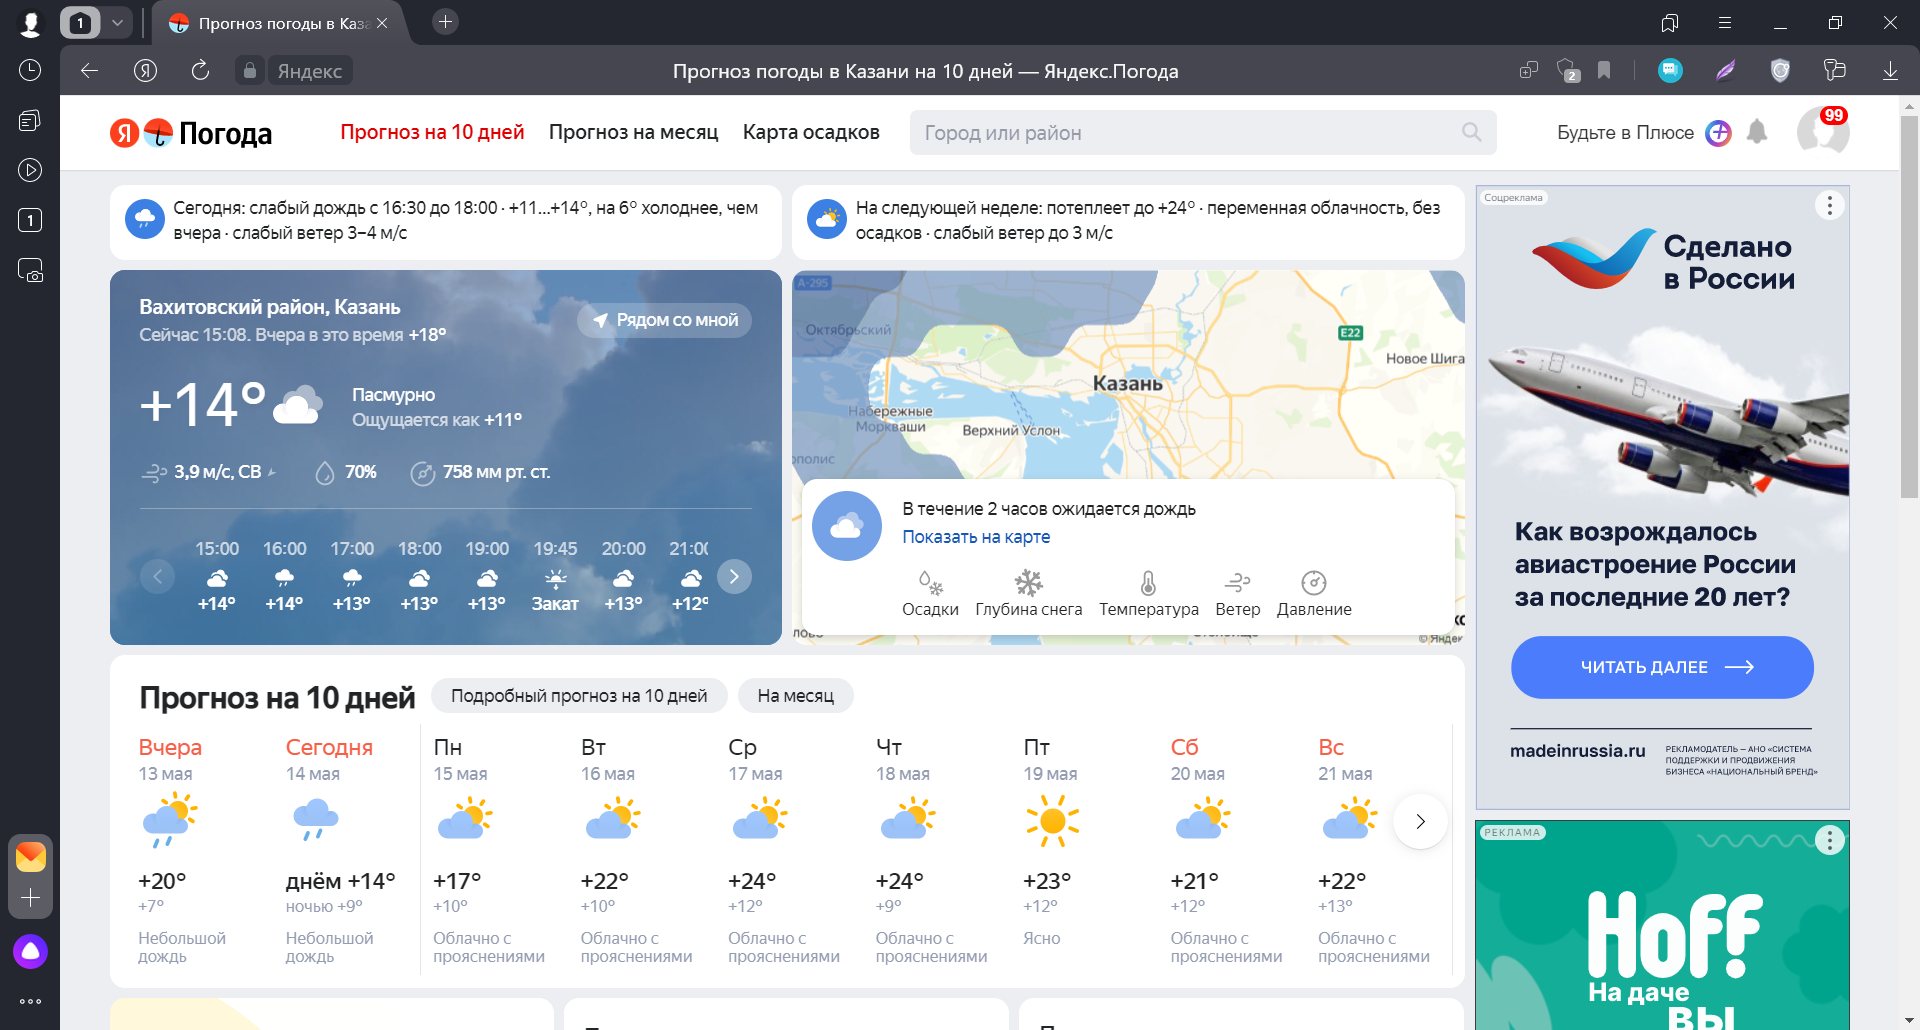 1
Прогноз погоды в Каза
Яндекс
Прогноз погоды в Казани на 10 дней — Яндекс.Погода
2
1
Я Погода
Прогноз на 10 дней
Прогноз на месяц
Карта осадков
Город или район
Будьте в Плюсе
99
Сегодня: слабый дождь с 16:30 до 18:00 · +11...+14°, на 6° холоднее, чем
вчера · слабый ветер 3–4 м/с
На следующей неделе: потеплеет до +24° · переменная облачность, без
осадков · слабый ветер до 3 м/с
Вахитовский район, Казань
Сейчас 15:08. Вчера в это время +18°
Рядом со мной
+14°
Пасмурно
Ощущается как +11°
3,9 м/с, СВ
70%
758 мм рт. ст.
15:00 16:00 17:00 18:00 19:00 19:45 20:00 21:00
+14° +14° +13° +13° +13° Закат +13° +12°
А-295
Октябрьский
Е22
Новое Шига
Казань
Набережные
Моркваши
Верхний Услон
ополис
В течение 2 часов ожидается дождь
Показать на карте
Осадки Глубина снега Температура Ветер Давление
© Яндек
Прогноз на 10 дней
Подробный прогноз на 10 дней
На месяц
Вчера Сегодня Пн Вт Ср Чт Пт Сб Вс
13 мая 14 мая 15 мая 16 мая 17 мая 18 мая 19 мая 20 мая 21 мая
+20° днём +14° +17° +22° +24° +24° +23° +21° +22°
+7° ночью +9° +10° +10° +12° +9° +12° +12° +13°
Небольшой Небольшой Облачно с Облачно с Облачно с Облачно с Ясно Облачно с Облачно с
дождь дождь прояснениями прояснениями прояснениями прояснениями прояснениями прояснениями
Соцреклама
Сделано
в России
Как возрождалось
авиастроение России
за последние 20 лет?
ЧИТАТЬ ДАЛЕЕ
madeinrussia.ru
РЕКЛАМОДАТЕЛЬ — АНО «СИСТЕМА
ПОДДЕРЖКИ И ПРОДВИЖЕНИЯ
БИЗНЕСА «НАЦИОНАЛЬНЫЙ БРЕНД»
РЕКЛАМА
Hoff
На даче
вы